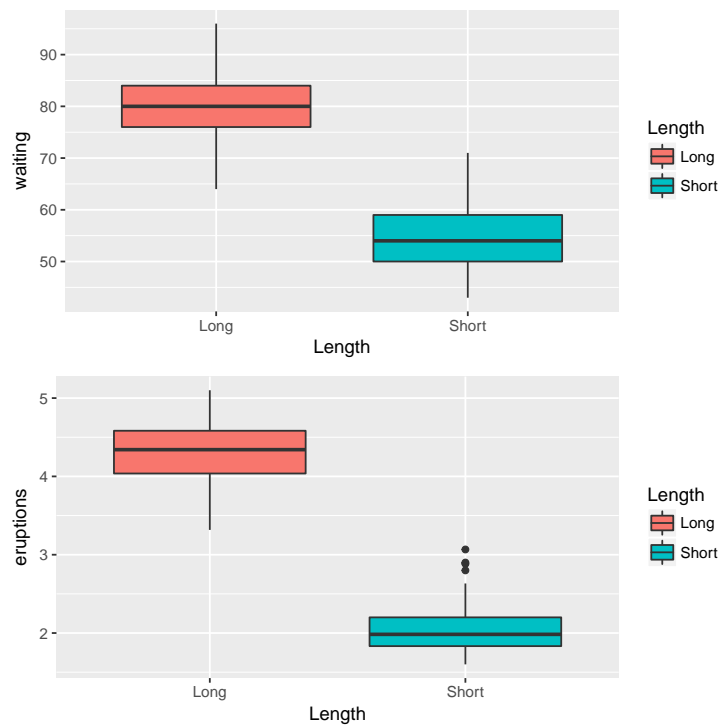 90
80
70
60
50
waiting
Long
Short
Length
Length
Long
Short
5
4
3
2
eruptions
Long
Short
Length
Length
Long
Short